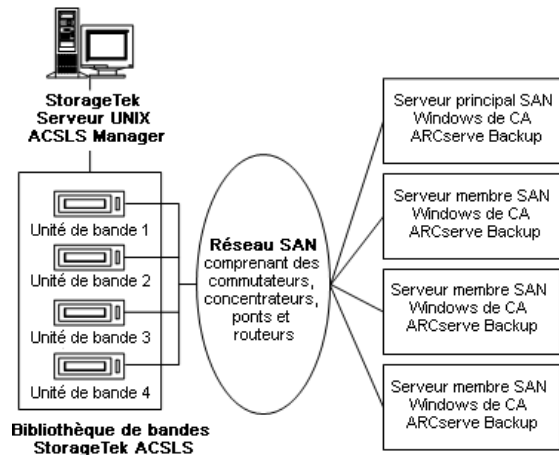 StorageTek
Serveur UNIX
ACSLS Manager
Unité de bande 1
Unité de bande 2
Unité de bande 3
Unité de bande 4
Bibliothèque de bandes
StorageTek ACSLS
Réseau SAN
comprenant des
commutateurs,
concentrateurs,
ponts et
routeurs
Serveur principal SAN
Windows de CA
ARCserve Backup
Serveur membre SAN
Windows de CA
ARCserve Backup
Serveur membre SAN
Windows de CA
ARCserve Backup
Serveur membre SAN
Windows de CA
ARCserve Backup